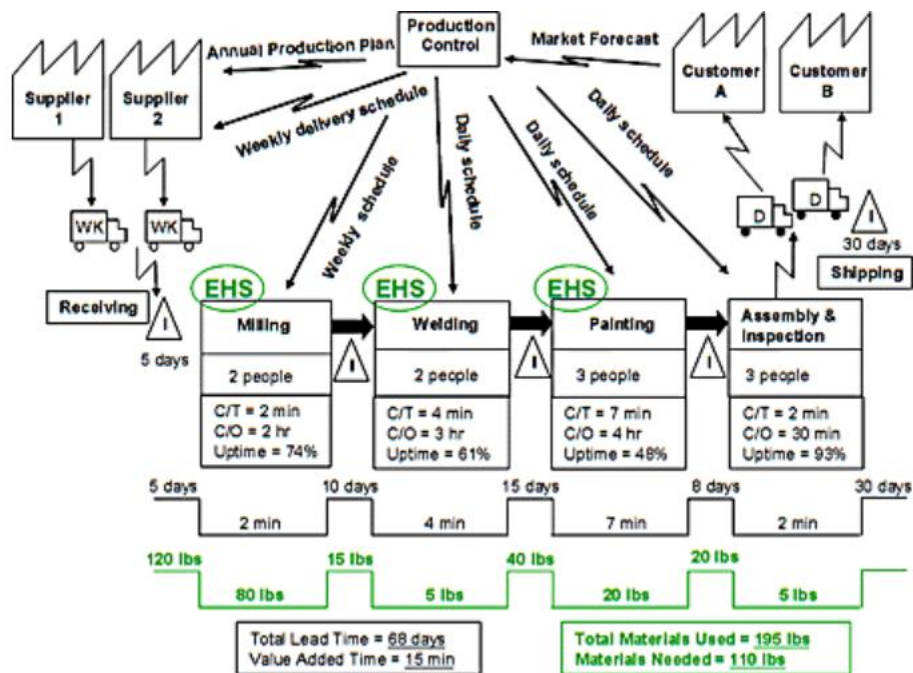 Production
Control
Annual Production Plan
Market Forecast
Supplier
1
Supplier
2
Customer
A
Customer
B
Weekly delivery schedule
Weekly schedule
Daily schedule
Daily schedule
Daily schedule
WK
WK
D
D
I
30 days
Shipping
Receiving
I
5 days
EHS
EHS
EHS
Milling
Welding
Painting
Assembly &
Inspection
I
I
I
2 people
2 people
3 people
3 people
C/T = 2 min
C/O = 2 hr
Uptime = 74%
C/T = 4 min
C/O = 3 hr
Uptime = 61%
C/T = 7 min
C/O = 4 hr
Uptime = 48%
C/T = 2 min
C/O = 30 min
Uptime = 93%
5 days
10 days
15 days
8 days
30 days
2 min
4 min
7 min
2 min
120 lbs
15 lbs
40 lbs
20 lbs
80 lbs
5 lbs
20 lbs
5 lbs
Total Lead Time = 68 days
Value Added Time = 15 min
Total Materials Used = 195 lbs
Materials Needed = 110 lbs